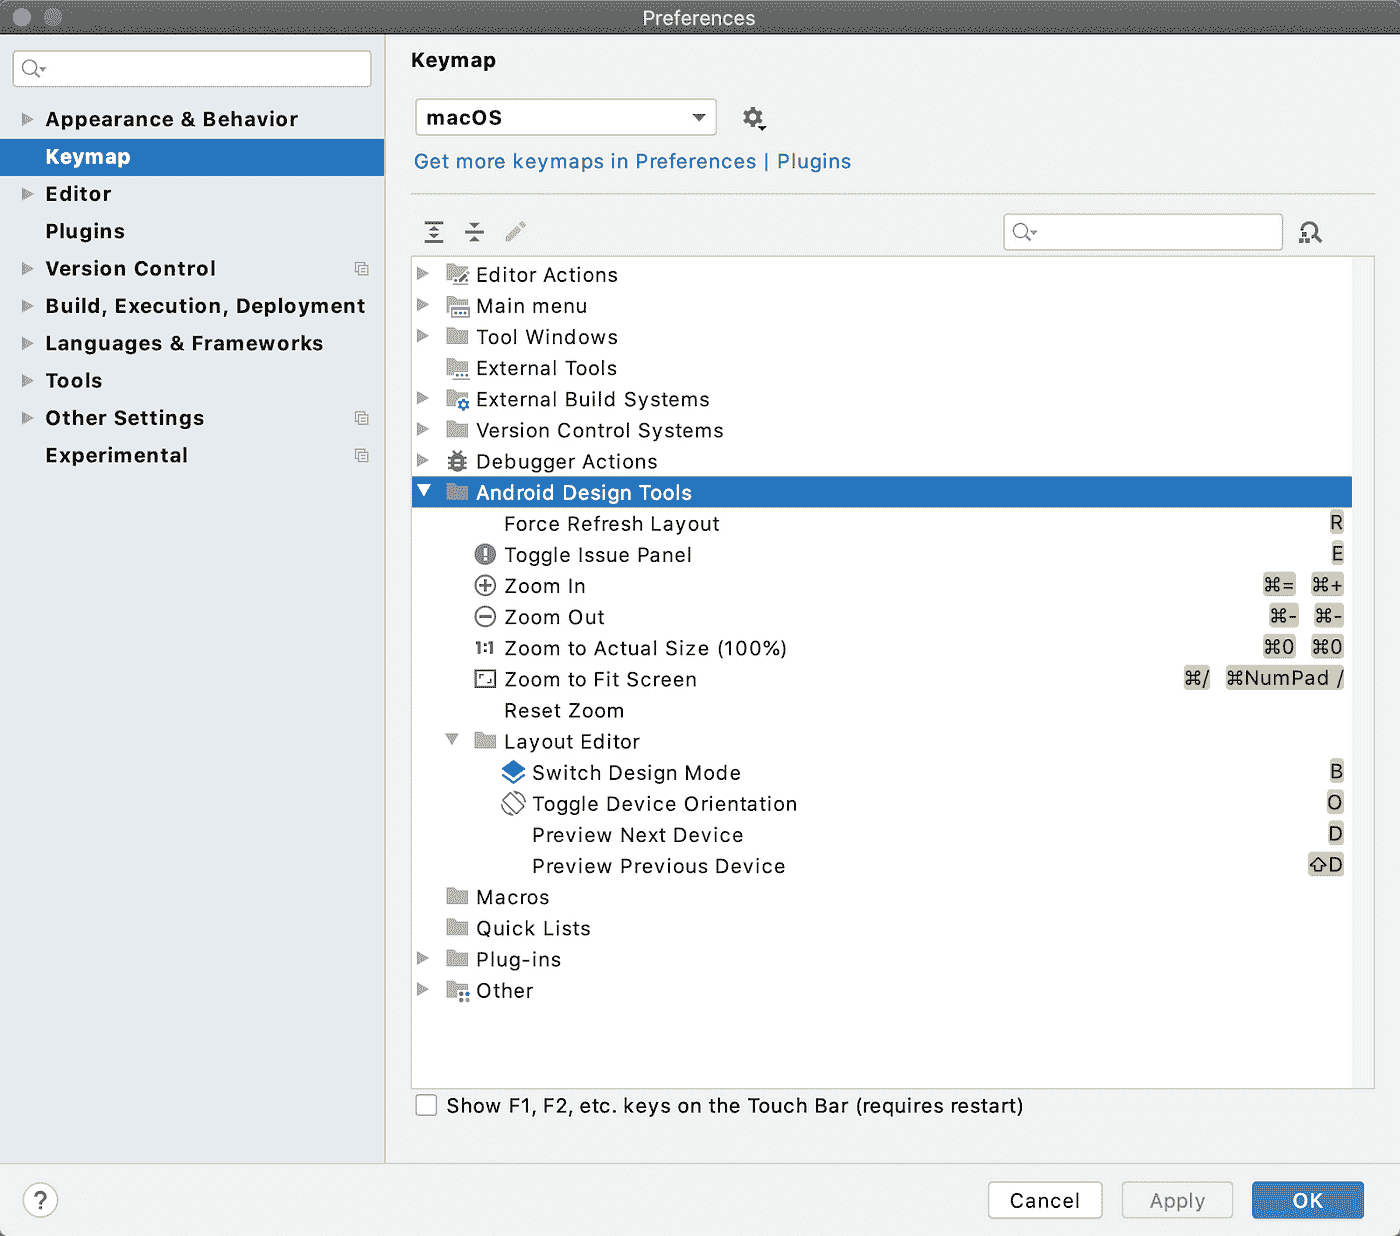 Preferences
Appearance & Behavior
Keymap
Editor
Plugins
Version Control
Build, Execution, Deployment
Languages & Frameworks
Tools
Other Settings
Experimental
Keymap
macOS
Get more keymaps in Preferences | Plugins
Editor Actions
Main menu
Tool Windows
External Tools
External Build Systems
Version Control Systems
Debugger Actions
Android Design Tools
Force Refresh Layout R
Toggle Issue Panel E
Zoom In ⌘= ⌘+
Zoom Out ⌘- ⌘-
1:1 Zoom to Actual Size (100%) ⌘0 ⌘0
Zoom to Fit Screen ⌘/ ⌘NumPad /
Reset Zoom
Layout Editor
Switch Design Mode B
Toggle Device Orientation O
Preview Next Device D
Preview Previous Device ⇧D
Macros
Quick Lists
Plug-ins
Other
Show F1, F2, etc. keys on the Touch Bar (requires restart)
? Cancel Apply OK